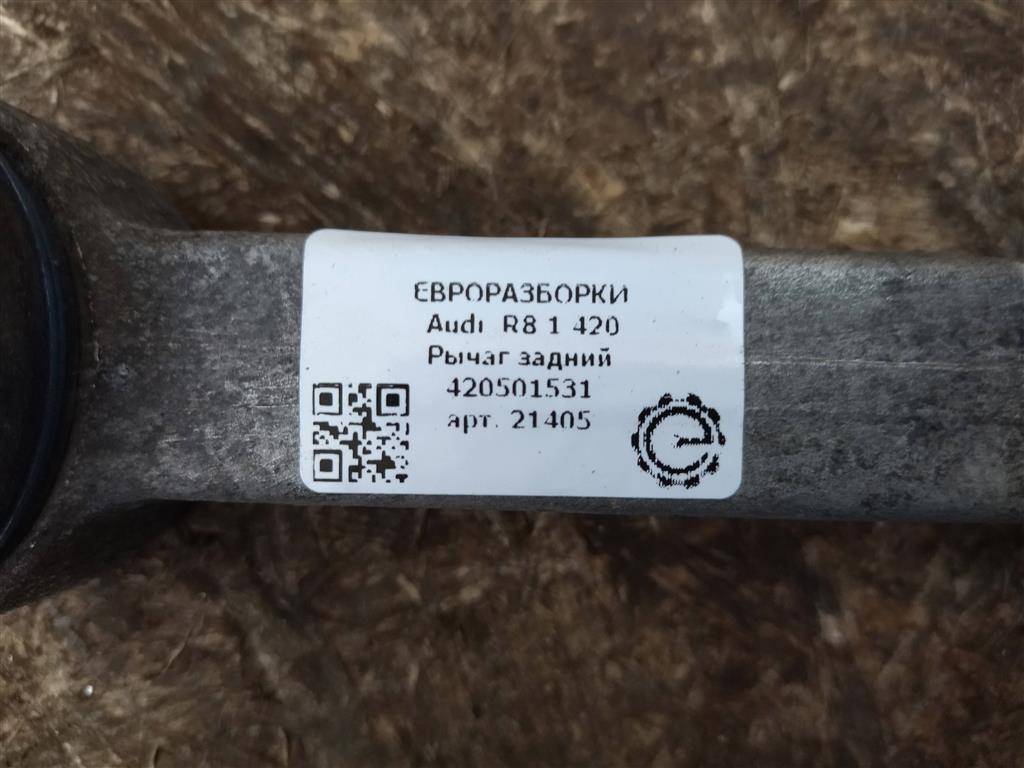 ЕВРОРАЗБОРКИ
Audi R8 1 420
Рычаг задний
420501531
арт. 21405